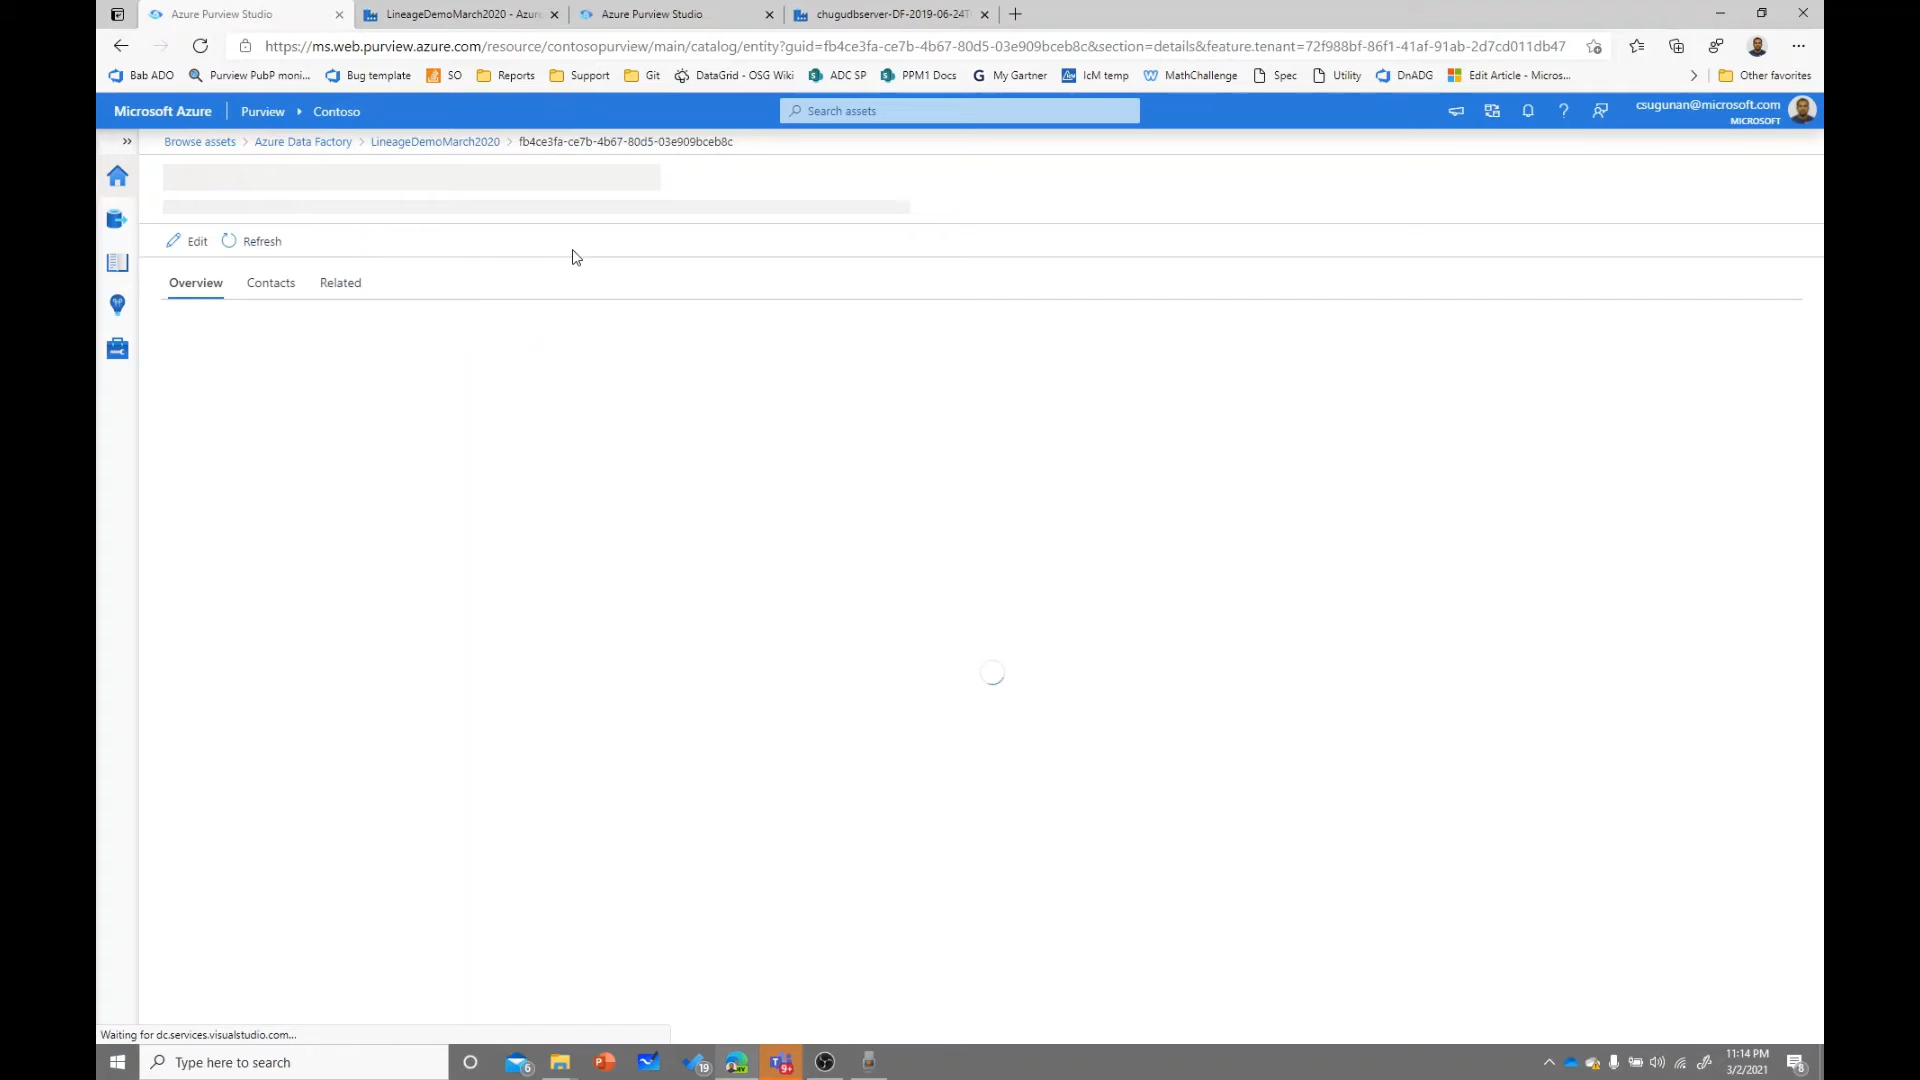 Azure Purview Studio
LineageDemoMarch2020 - Azure
Azure Purview Studio
chugudbserver-DF-2019-06-24T
https://ms.web.purview.azure.com/resource/contosopurview/main/catalog/entity?guid=fb4ce3fa-ce7b-4b67-80d5-03e909bceb8c&section=details&feature.tenant=72f988bf-86f1-41af-91ab-2d7cd011db47
Bab ADO
Purview PubP moni...
Bug template
SO
Reports
Support
Git
DataGrid - OSG Wiki
ADC SP
PPM1 Docs
My Gartner
IcM temp
MathChallenge
Spec
Utility
DnADG
Edit Article - Micros...
Other favorites
Microsoft Azure
Purview
Contoso
Search assets
csugunan@microsoft.com
MICROSOFT
Browse assets > Azure Data Factory > LineageDemoMarch2020 > fb4ce3fa-ce7b-4b67-80d5-03e909bceb8c
Edit
Refresh
Overview
Contacts
Related
Waiting for dc.services.visualstudio.com...
Type here to search
6
19
9+
11:14 PM
3/2/2021
8